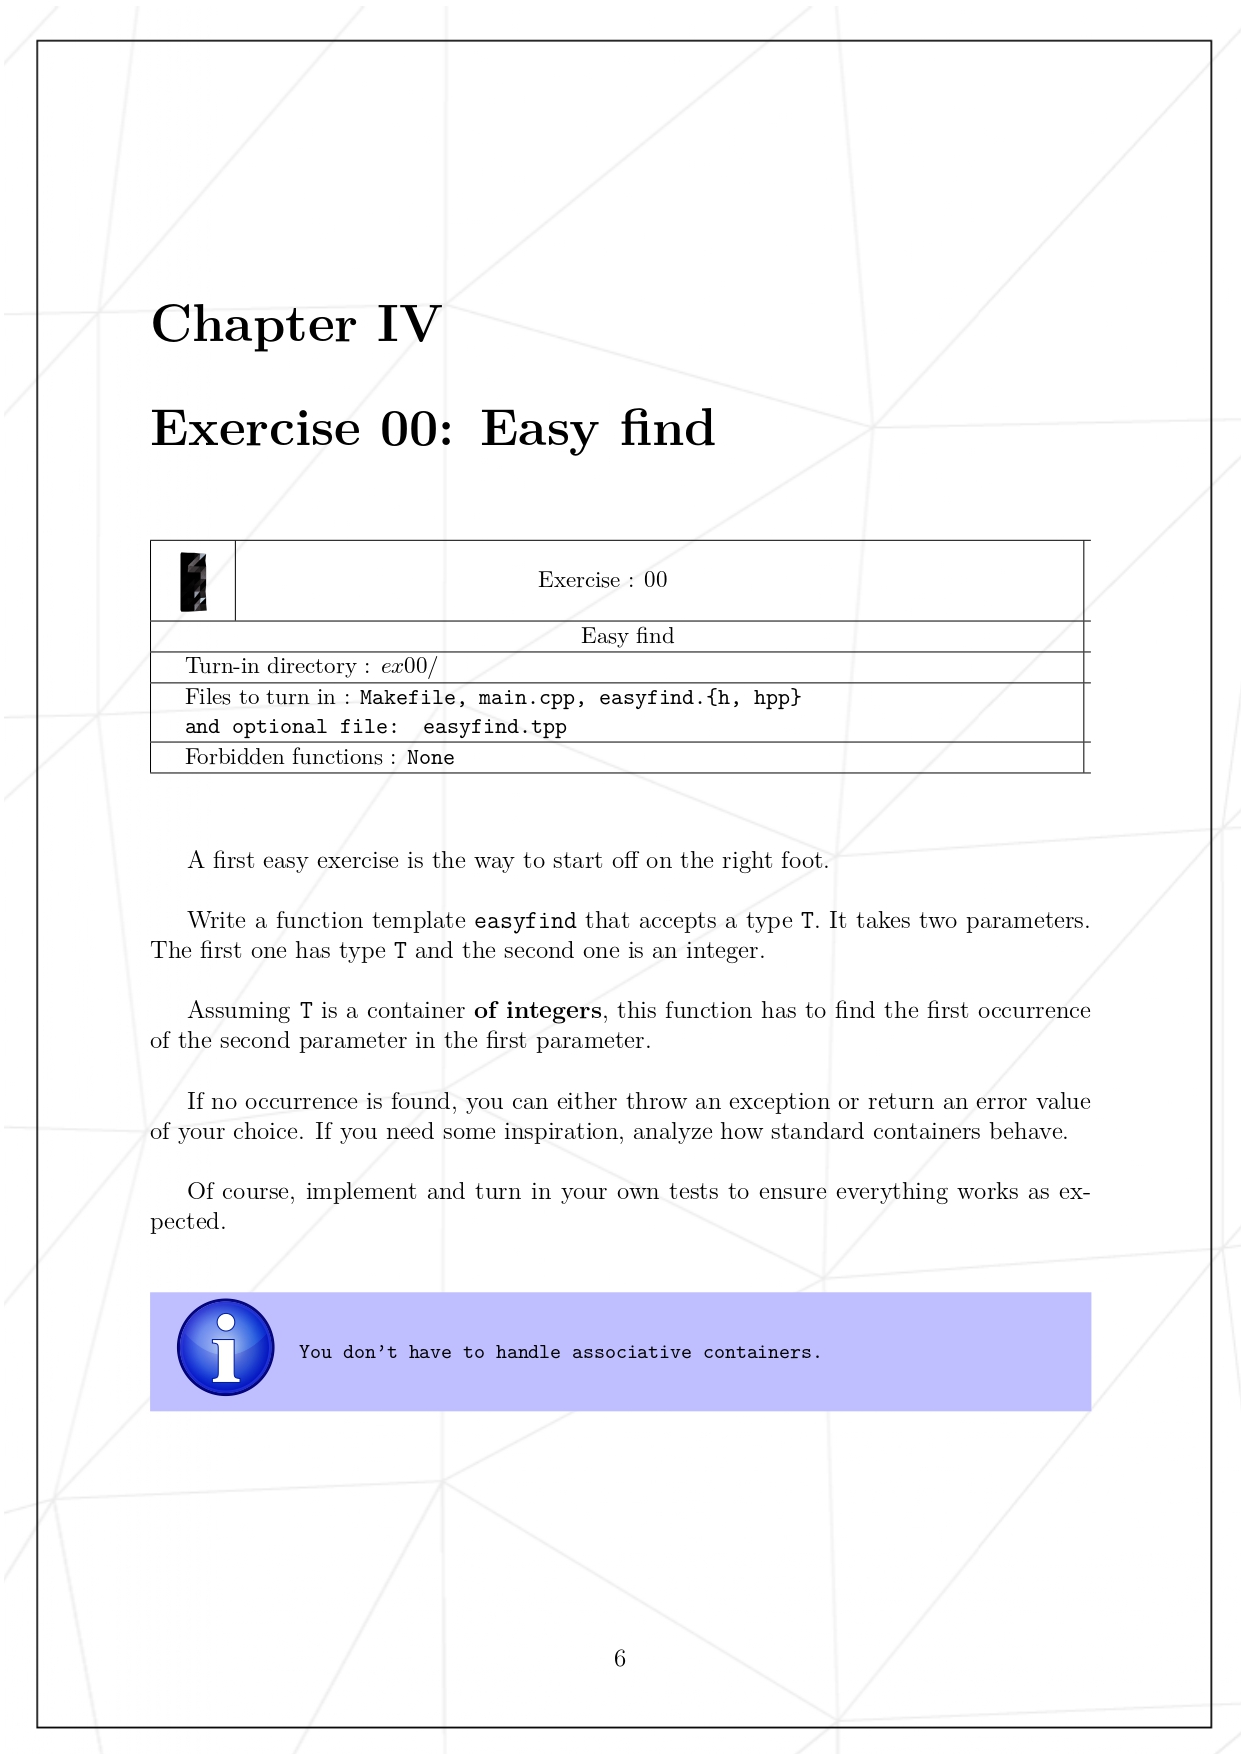 Chapter IV
Exercise 00: Easy find
Exercise : 00
Easy find
Turn-in directory : ex00/
Files to turn in : Makefile, main.cpp, easyfind.{h, hpp}
and optional file: easyfind.tpp
Forbidden functions : None
A first easy exercise is the way to start off on the right foot.
Write a function template easyfind that accepts a type T. It takes two parameters.
The first one has type T and the second one is an integer.
Assuming T is a container of integers, this function has to find the first occurrence
of the second parameter in the first parameter.
If no occurrence is found, you can either throw an exception or return an error value
of your choice. If you need some inspiration, analyze how standard containers behave.
Of course, implement and turn in your own tests to ensure everything works as ex-
pected.
You don't have to handle associative containers.
6